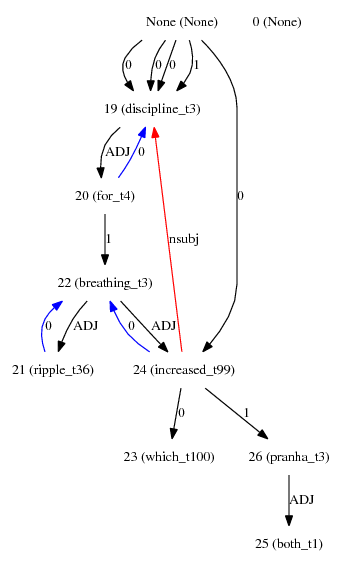 None (None) 0 (None)
0 0 0 1
19 (discipline_t3)
ADJ 0
20 (for_t4)
0
nsubj
1
22 (breathing_t3)
0 ADJ 0 ADJ
21 (ripple_t36) 24 (increased_t99)
0 1
23 (which_t100) 26 (pranha_t3)
ADJ
25 (both_t1)